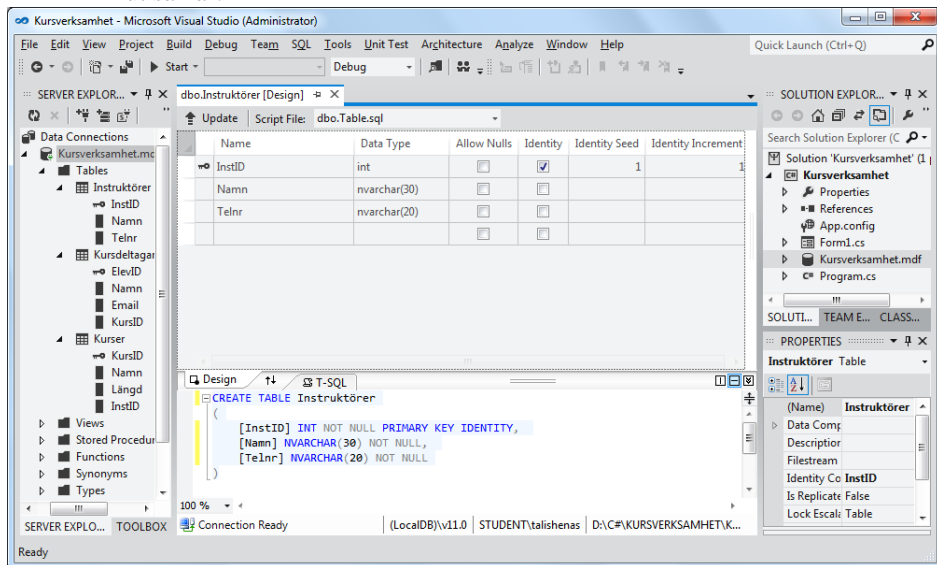 Kursverksamhet - Microsoft Visual Studio (Administrator)
File Edit View Project Build Debug Team SQL Tools Unit Test Architecture Analyze Window Help
Quick Launch (Ctrl+Q)
Start
Debug
SERVER EXPLOR...
Data Connections
Kursverksamhet.mc
Tables
Instruktörer
InstID
Namn
Telnr
Kursdeltagar
ElevID
Namn
Email
KursID
Kurser
KursID
Namn
Längd
InstID
Views
Stored Procedur
Functions
Synonyms
Types
SERVER EXPLO... TOOLBOX
dbo.Instruktörer [Design]
Update Script File: dbo.Table.sql
Name Data Type Allow Nulls Identity Identity Seed Identity Increment
InstID int 1 1
Namn nvarchar(30)
Telnr nvarchar(20)
Design T-SQL
CREATE TABLE Instruktörer
(
[InstID] INT NOT NULL PRIMARY KEY IDENTITY,
[Namn] NVARCHAR(30) NOT NULL,
[Telnr] NVARCHAR(20) NOT NULL
)
100 %
Connection Ready (LocalDB)\v11.0 STUDENT\talishenas D:\C#\KURSVERKSAMHET\K...
SOLUTION EXPLOR...
Search Solution Explorer (C
Solution 'Kursverksamhet' (1
C# Kursverksamhet
Properties
References
App.config
Form1.cs
Kursverksamhet.mdf
C# Program.cs
SOLUTI... TEAM E... CLASS...
PROPERTIES
Instruktörer Table
(Name) Instruktörer
Data Comp
Descriptior
Filestream
Identity Co InstID
Is Replicate False
Lock Escala Table
Ready